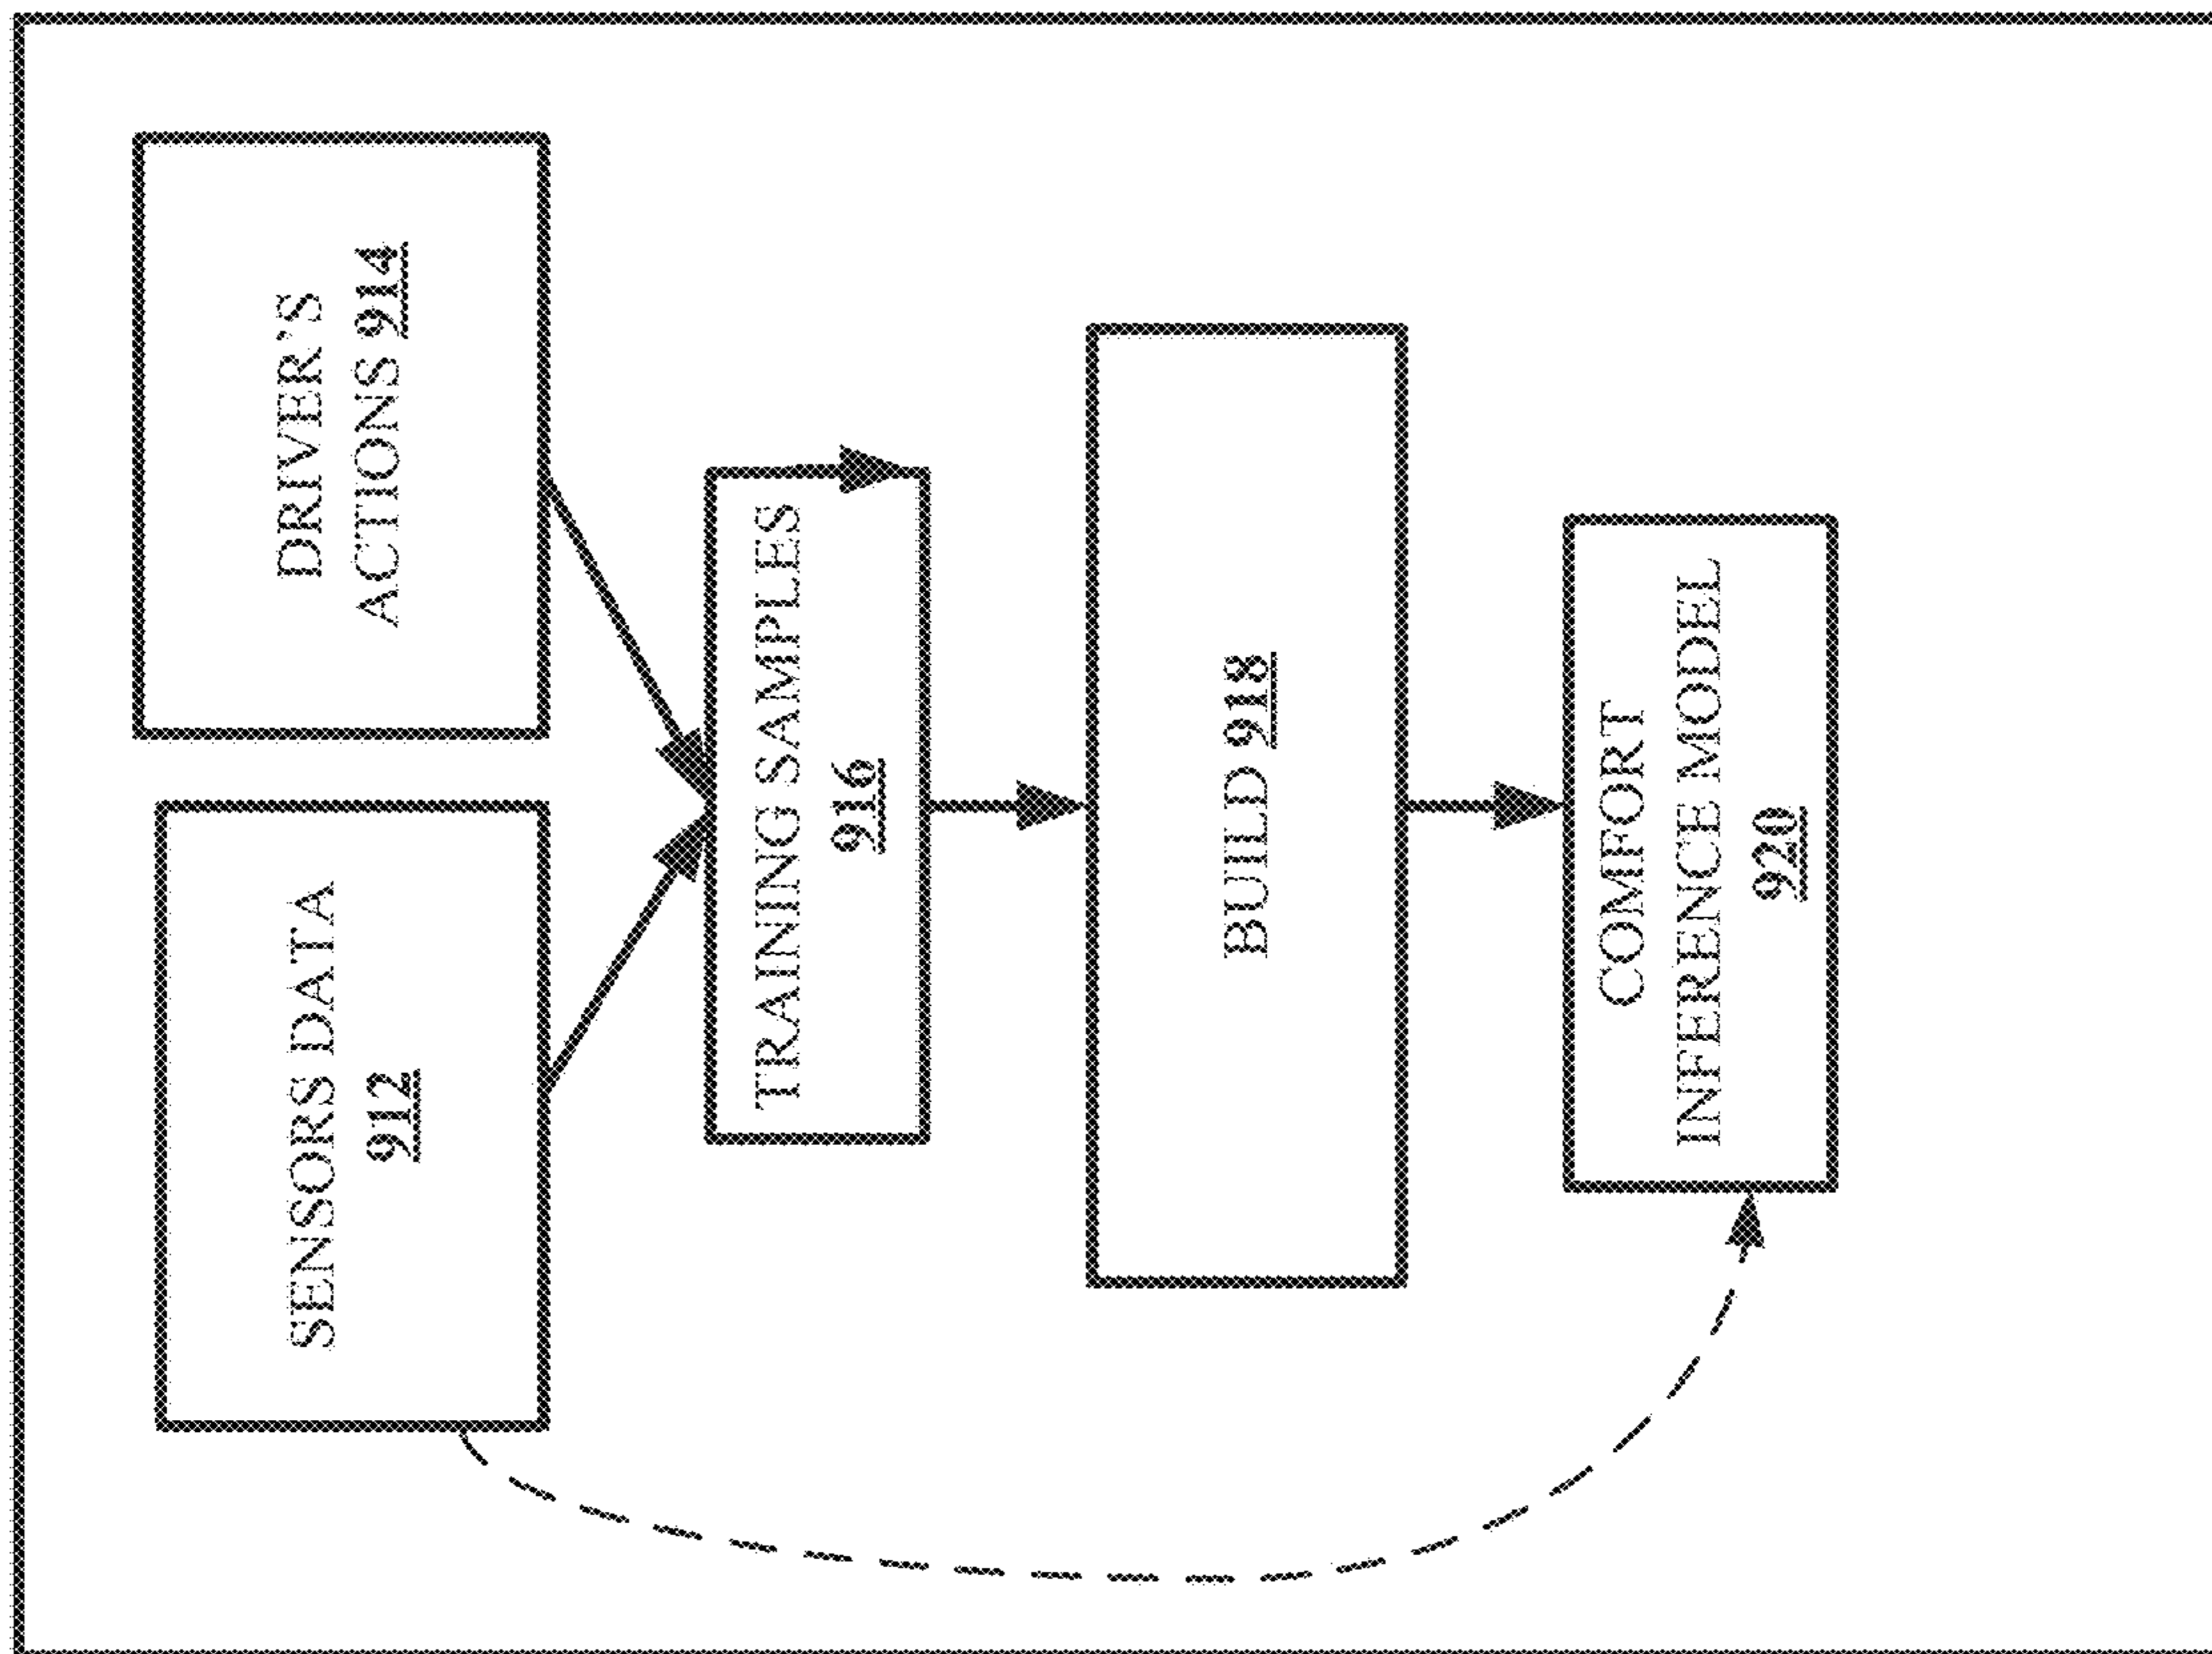 SENSORS DATA
912
DRIVER'S
ACTIONS 914
TRAINING SAMPLES
916
BUILD 918
COMFORT
INFERENCE MODEL
920